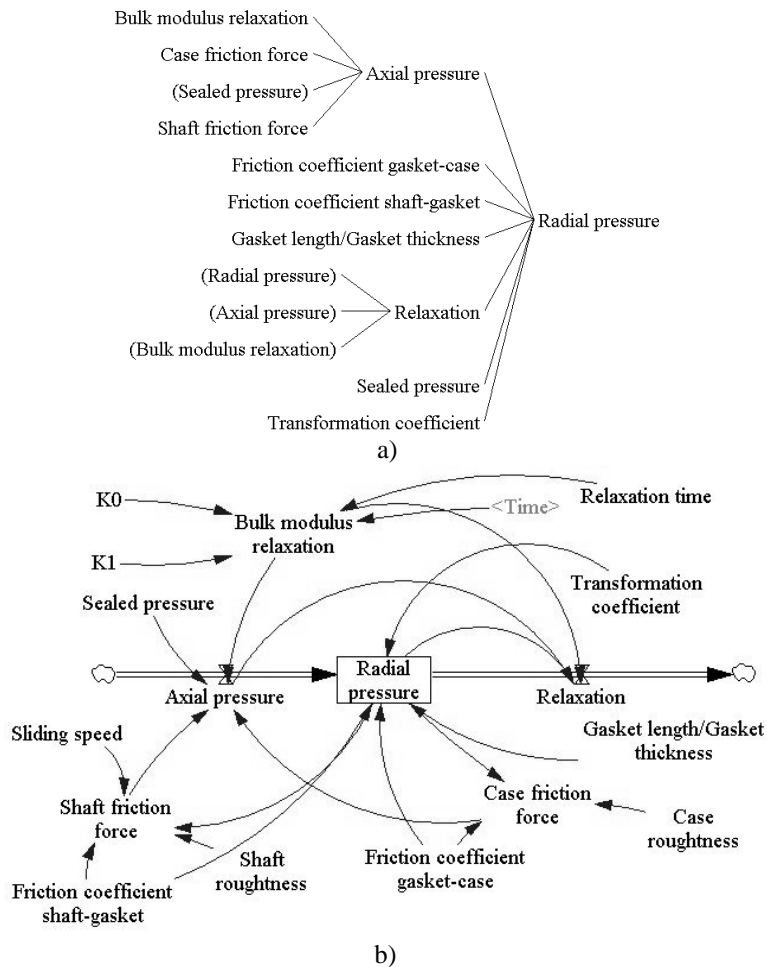 Bulk modulus relaxation
Case friction force
(Sealed pressure)
Shaft friction force
Axial pressure
Friction coefficient gasket-case
Friction coefficient shaft-gasket
Gasket length/Gasket thickness
(Radial pressure)
(Axial pressure)
(Bulk modulus relaxation)
Relaxation
Sealed pressure
Transformation coefficient
Radial pressure
a)
K0
K1
Bulk modulus
relaxation
<Time>
Relaxation time
Transformation
coefficient
Sealed pressure
Axial pressure
Radial
pressure
Relaxation
Gasket length/Gasket
thickness
Sliding speed
Shaft friction
force
Case friction
force
Case
roughtness
Shaft
roughtness
Friction coefficient
gasket-case
Friction coefficient
shaft-gasket
b)